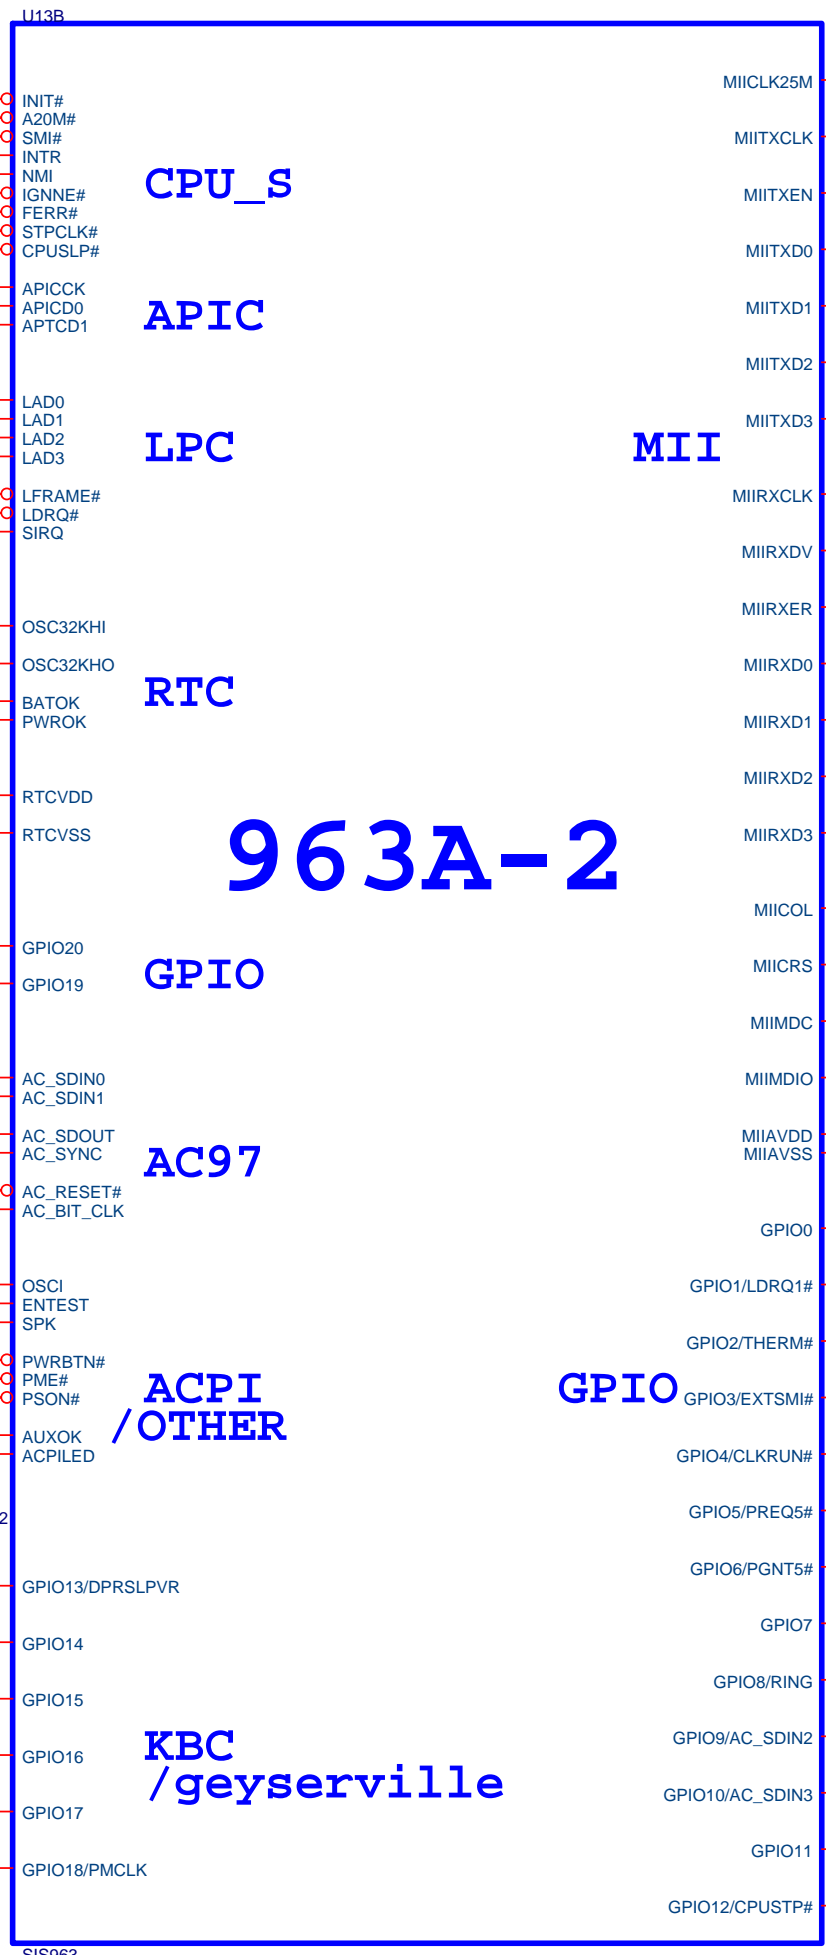 U13B
INIT#
A20M#
SMI#
INTR
NMI
IGNNE#
FERR#
STPCLK#
CPUSLP#
CPU_S
APICCK
APICD0
APTCD1
APIC
LAD0
LAD1
LAD2
LAD3
LPC
LFRAME#
LDRQ#
SIRQ
OSC32KHI
OSC32KHO
BATOK
PWROK
RTC
RTCVDD
RTCVSS
963A-2
GPIO20
GPIO19
GPIO
AC_SDIN0
AC_SDIN1
AC_SDOUT
AC_SYNC
AC97
AC_RESET#
AC_BIT_CLK
OSCI
ENTEST
SPK
PWRBTN#
PME#
PSON#
ACPI
/OTHER
AUXOK
ACPILED
2
GPIO13/DPRSLPVR
GPIO14
GPIO15
GPIO16
KBC
/geyserville
GPIO17
GPIO18/PMCLK
MIICLK25M
MIITXCLK
MIITXEN
MIITXD0
MIITXD1
MIITXD2
MIITXD3
MII
MIIRXCLK
MIIRXDV
MIIRXER
MIIRXD0
MIIRXD1
MIIRXD2
MIIRXD3
MIICOL
MIICRS
MIIMDC
MIIMDIO
MIIAVDD
MIIAVSS
GPIO0
GPIO1/LDRQ1#
GPIO2/THERM#
GPIO
GPIO3/EXTSMI#
GPIO4/CLKRUN#
GPIO5/PREQ5#
GPIO6/PGNT5#
GPIO7
GPIO8/RING
GPIO9/AC_SDIN2
GPIO10/AC_SDIN3
GPIO11
GPIO12/CPUSTP#
SIS963